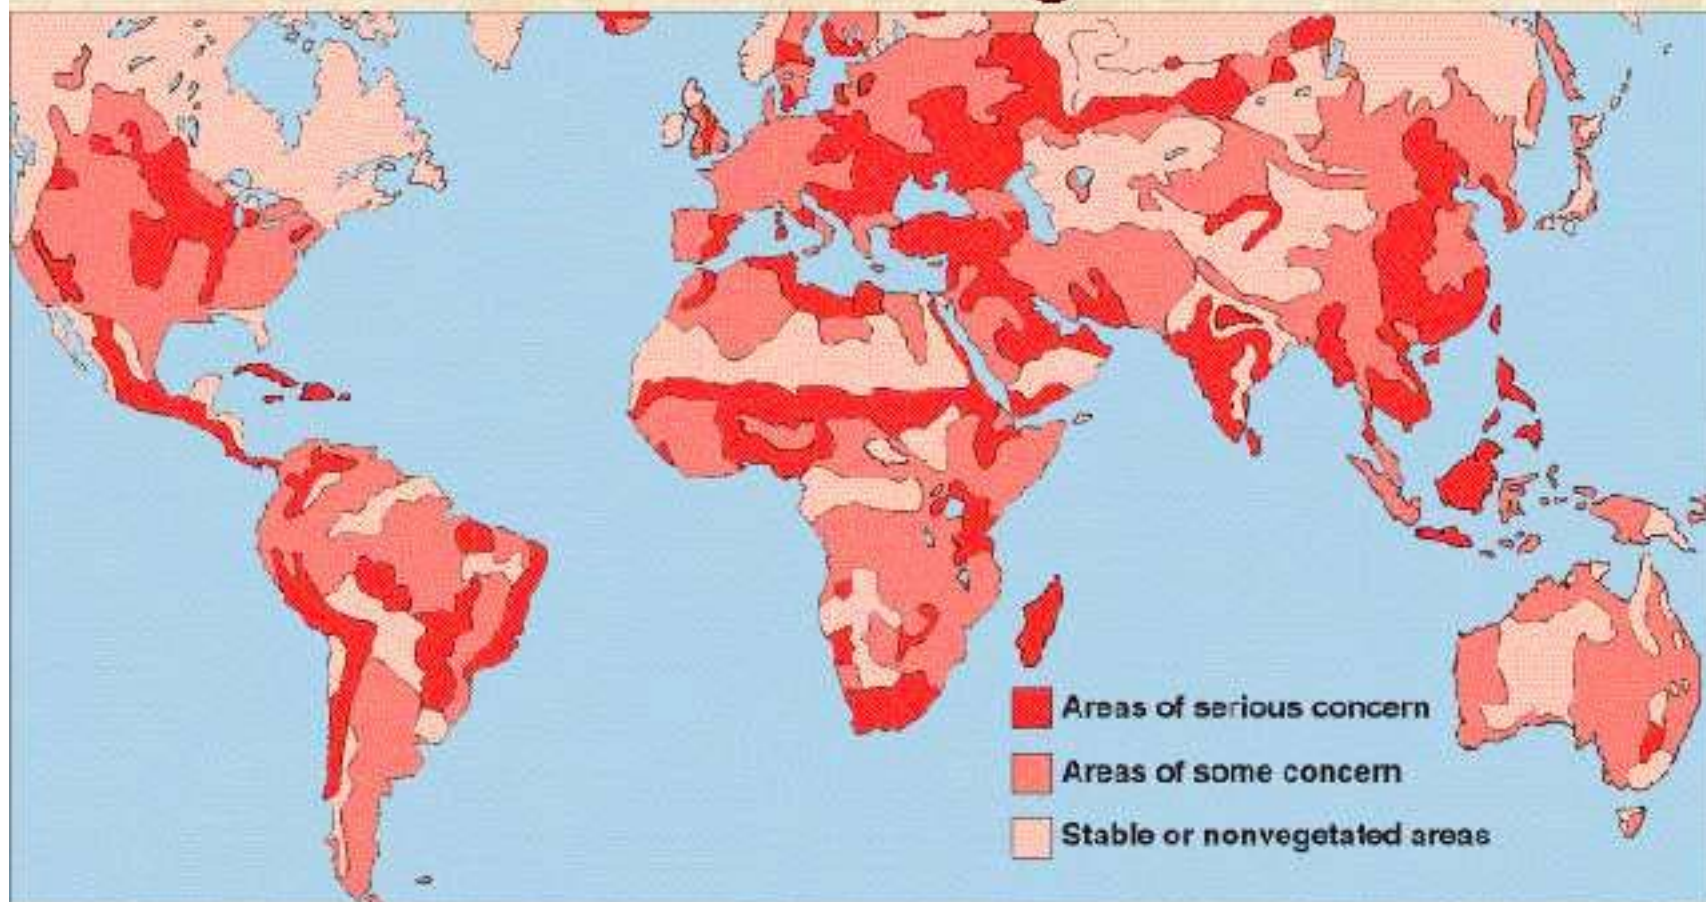 Areas of serious concern
Areas of some concern
Stable or nonvegetated areas